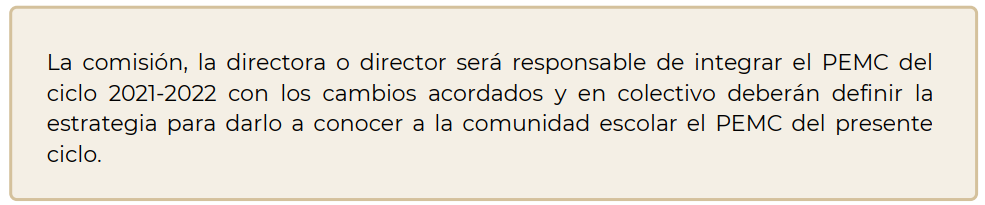 La comisión, la directora o director será responsable de integrar el PEMC del
ciclo 2021-2022 con los cambios acordados y en colectivo deberán definir la
estrategia para darlo a conocer a la comunidad escolar el PEMC del presente
ciclo.